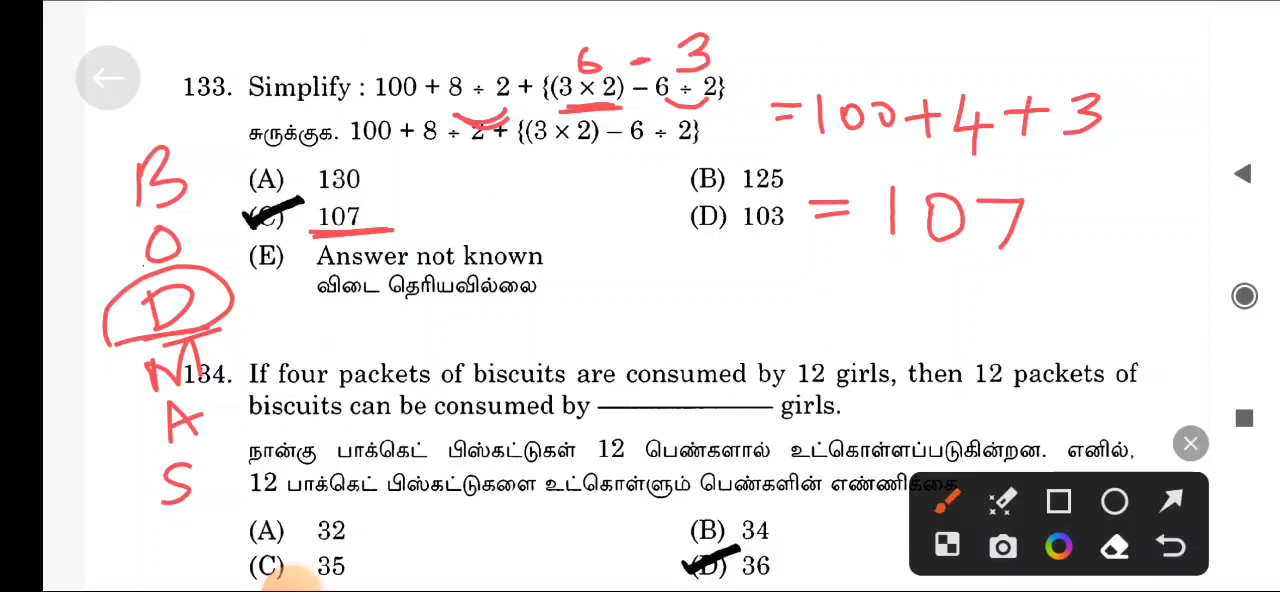 6 - 3
133. Simplify : 100 + 8 ÷ 2 + {(3 × 2) – 6 ÷ 2}
= 100 + 4 + 3
சுருக்குக. 100 + 8 ÷ 2 + {(3 × 2) – 6 ÷ 2}
(A) 130 (B) 125
(C) 107 (D) 103
= 107
(E) Answer not known
விடை தெரியவில்லை
B
O
D
M
A
S
134. If four packets of biscuits are consumed by 12 girls, then 12 packets of
biscuits can be consumed by ———— girls.
நான்கு பாக்கெட் பிஸ்கட்டுகள் 12 பெண்களால் உட்கொள்ளப்படுகின்றன. எனில்,
12 பாக்கெட் பிஸ்கட்டுகளை உட்கொள்ளும் பெண்களின் எண்ணிக்கை
(A) 32 (B) 34
(C) 35 (D) 36